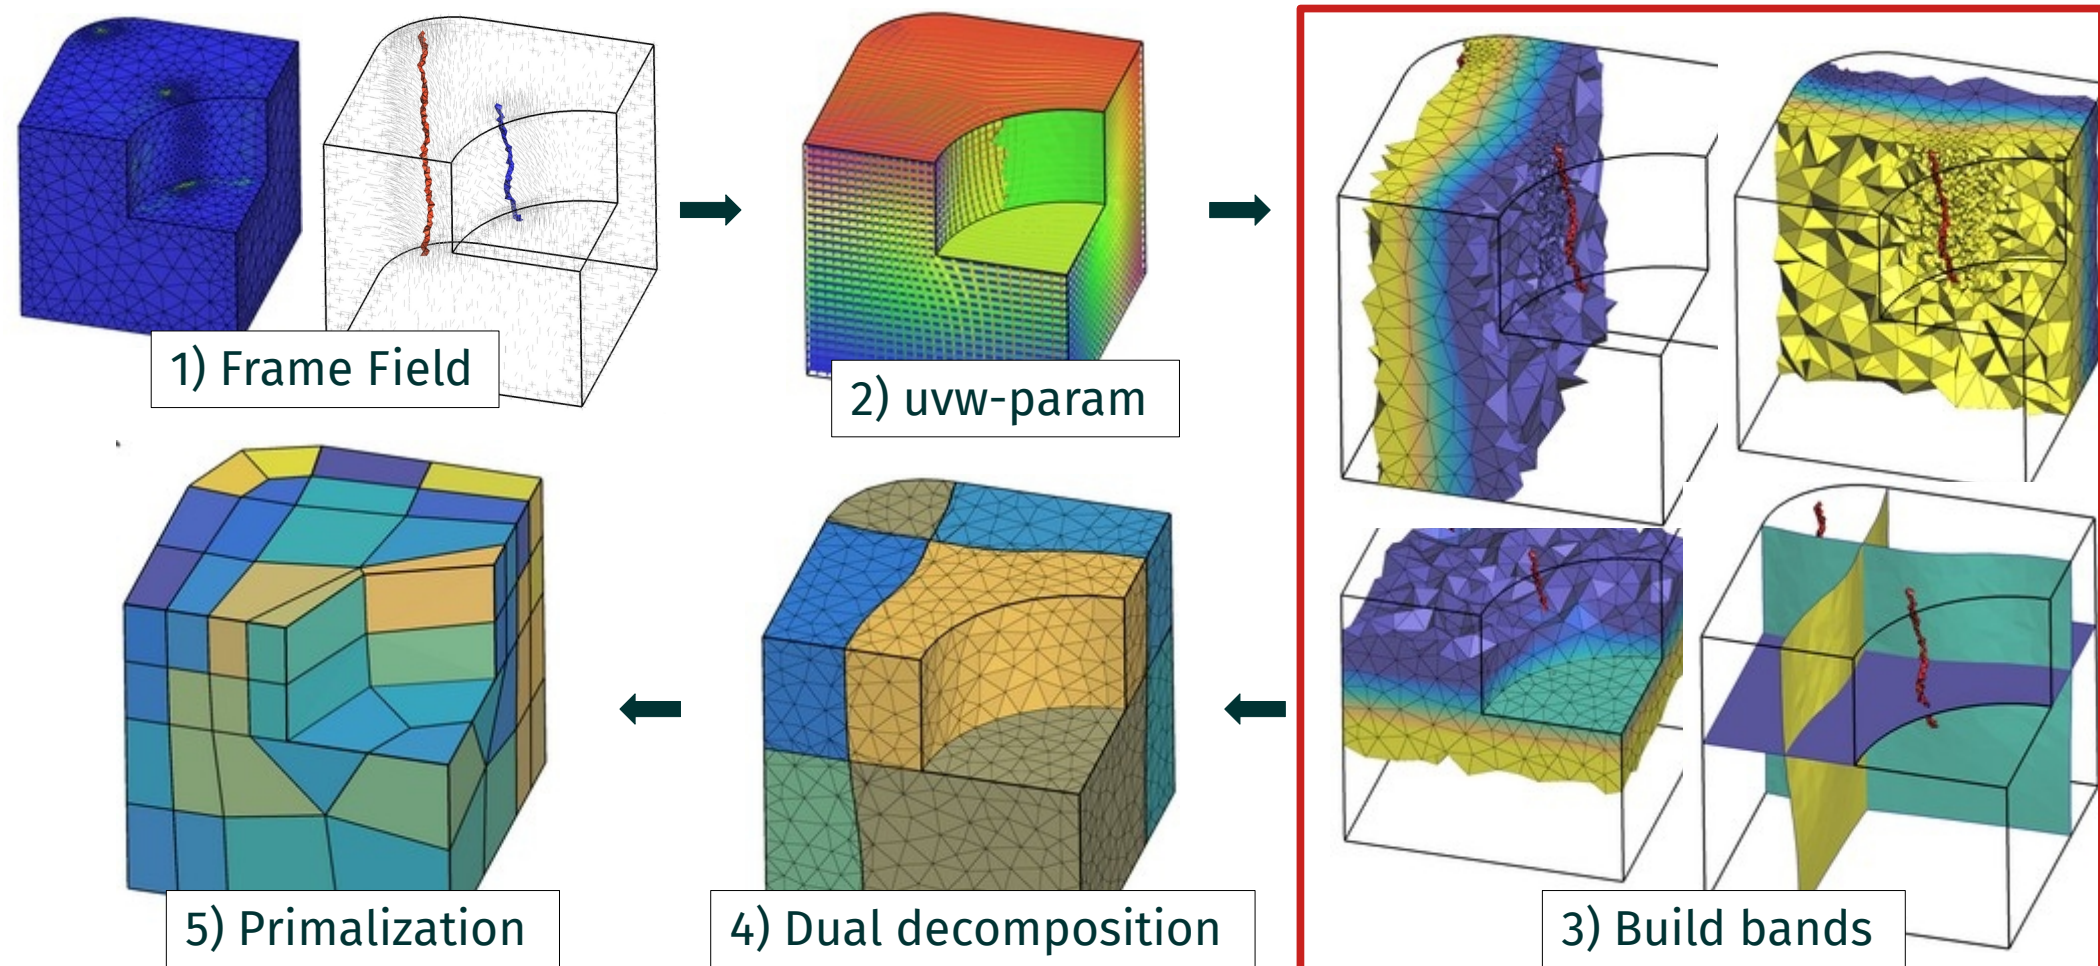 1) Frame Field
2) uvw-param
3) Build bands
4) Dual decomposition
5) Primalization